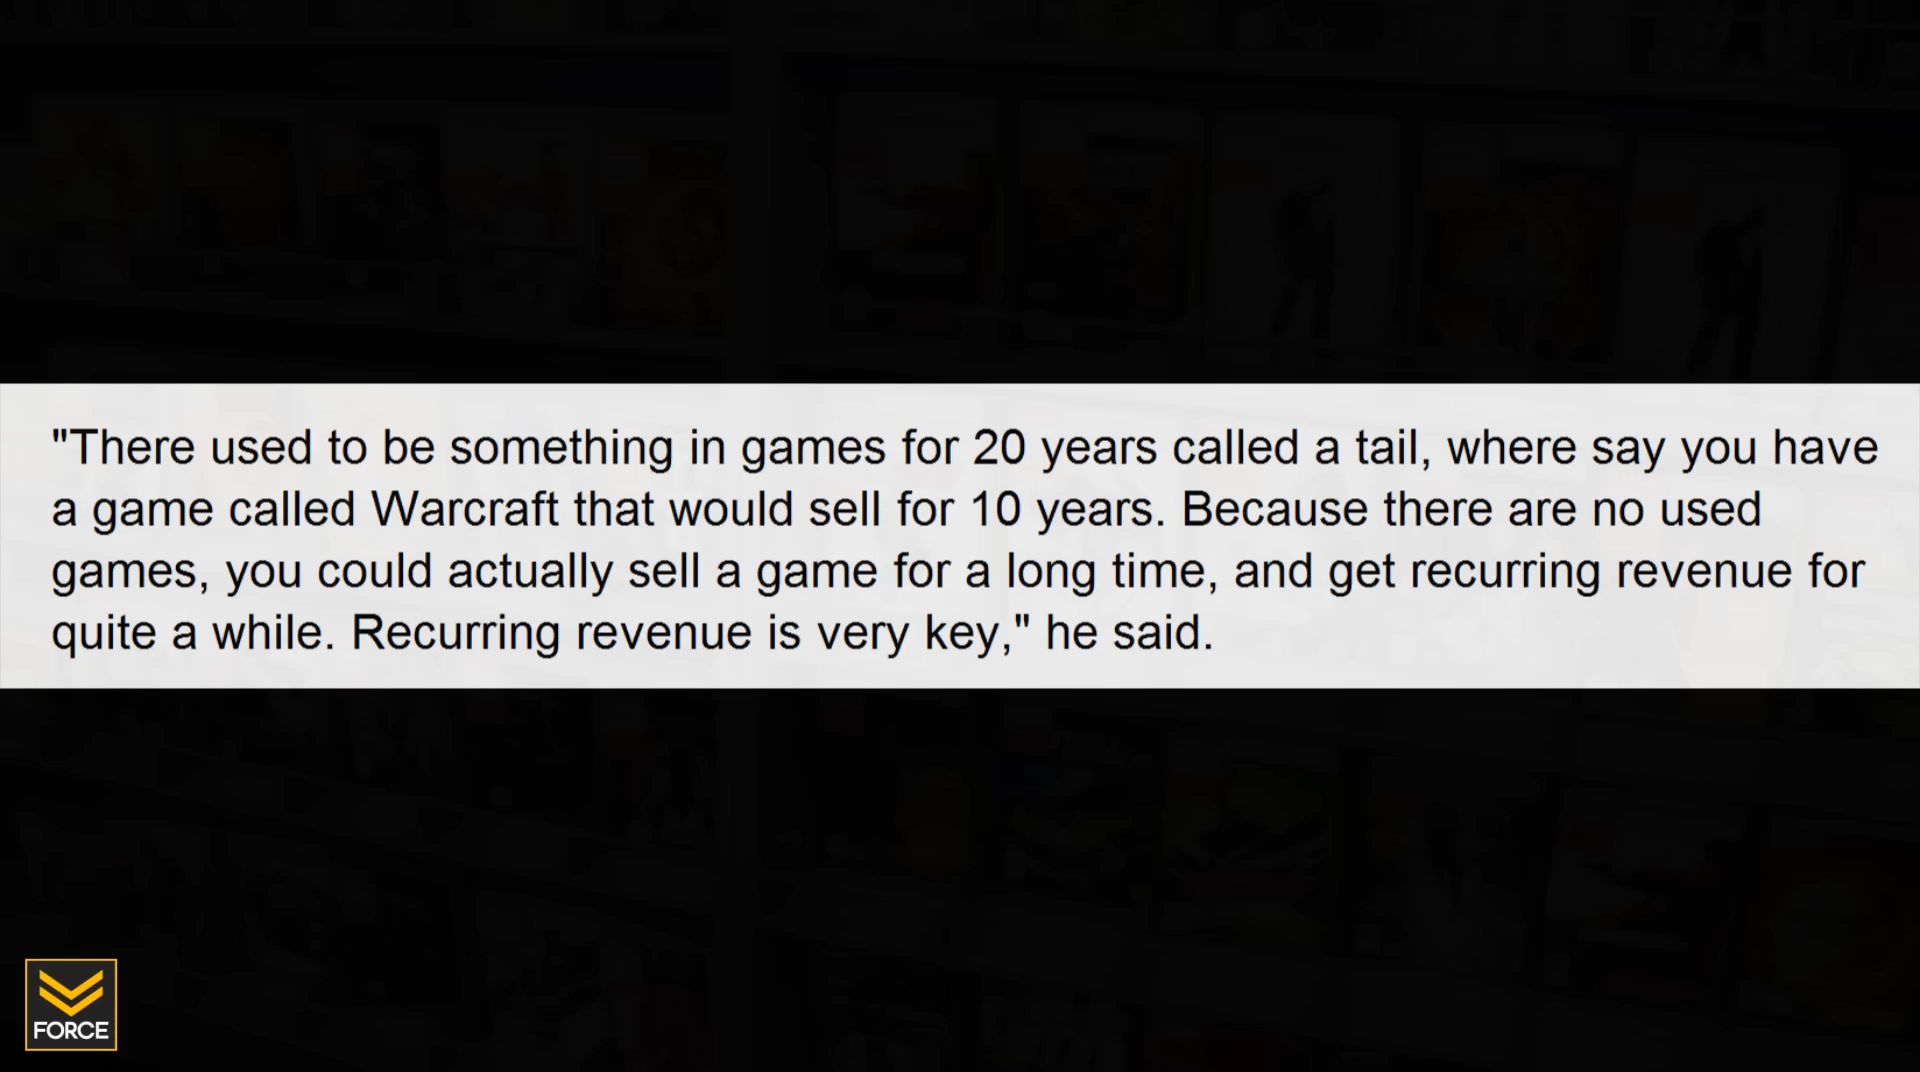 "There used to be something in games for 20 years called a tail, where say you have
a game called Warcraft that would sell for 10 years. Because there are no used
games, you could actually sell a game for a long time, and get recurring revenue for
quite a while. Recurring revenue is very key," he said.
FORCE